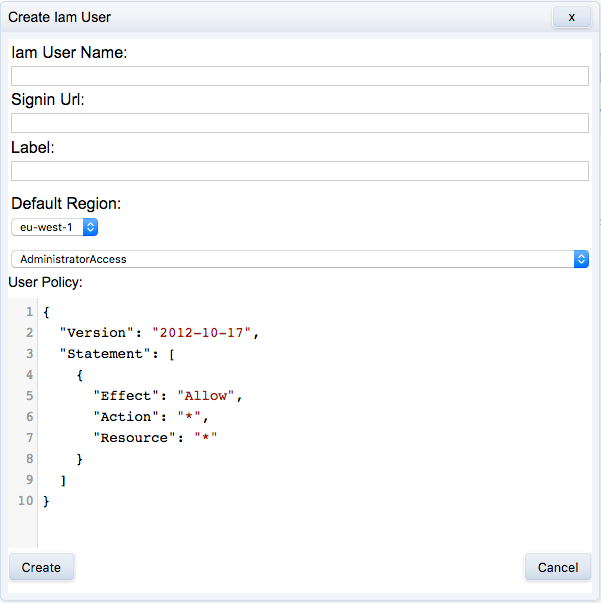 Create Iam User
x
Iam User Name:
Signin Url:
Label:
Default Region:
eu-west-1
AdministratorAccess
User Policy:
1 {
2 "Version": "2012-10-17",
3 "Statement": [
4 {
5 "Effect": "Allow",
6 "Action": "*",
7 "Resource": "*"
8 }
9 ]
10 }
Create
Cancel